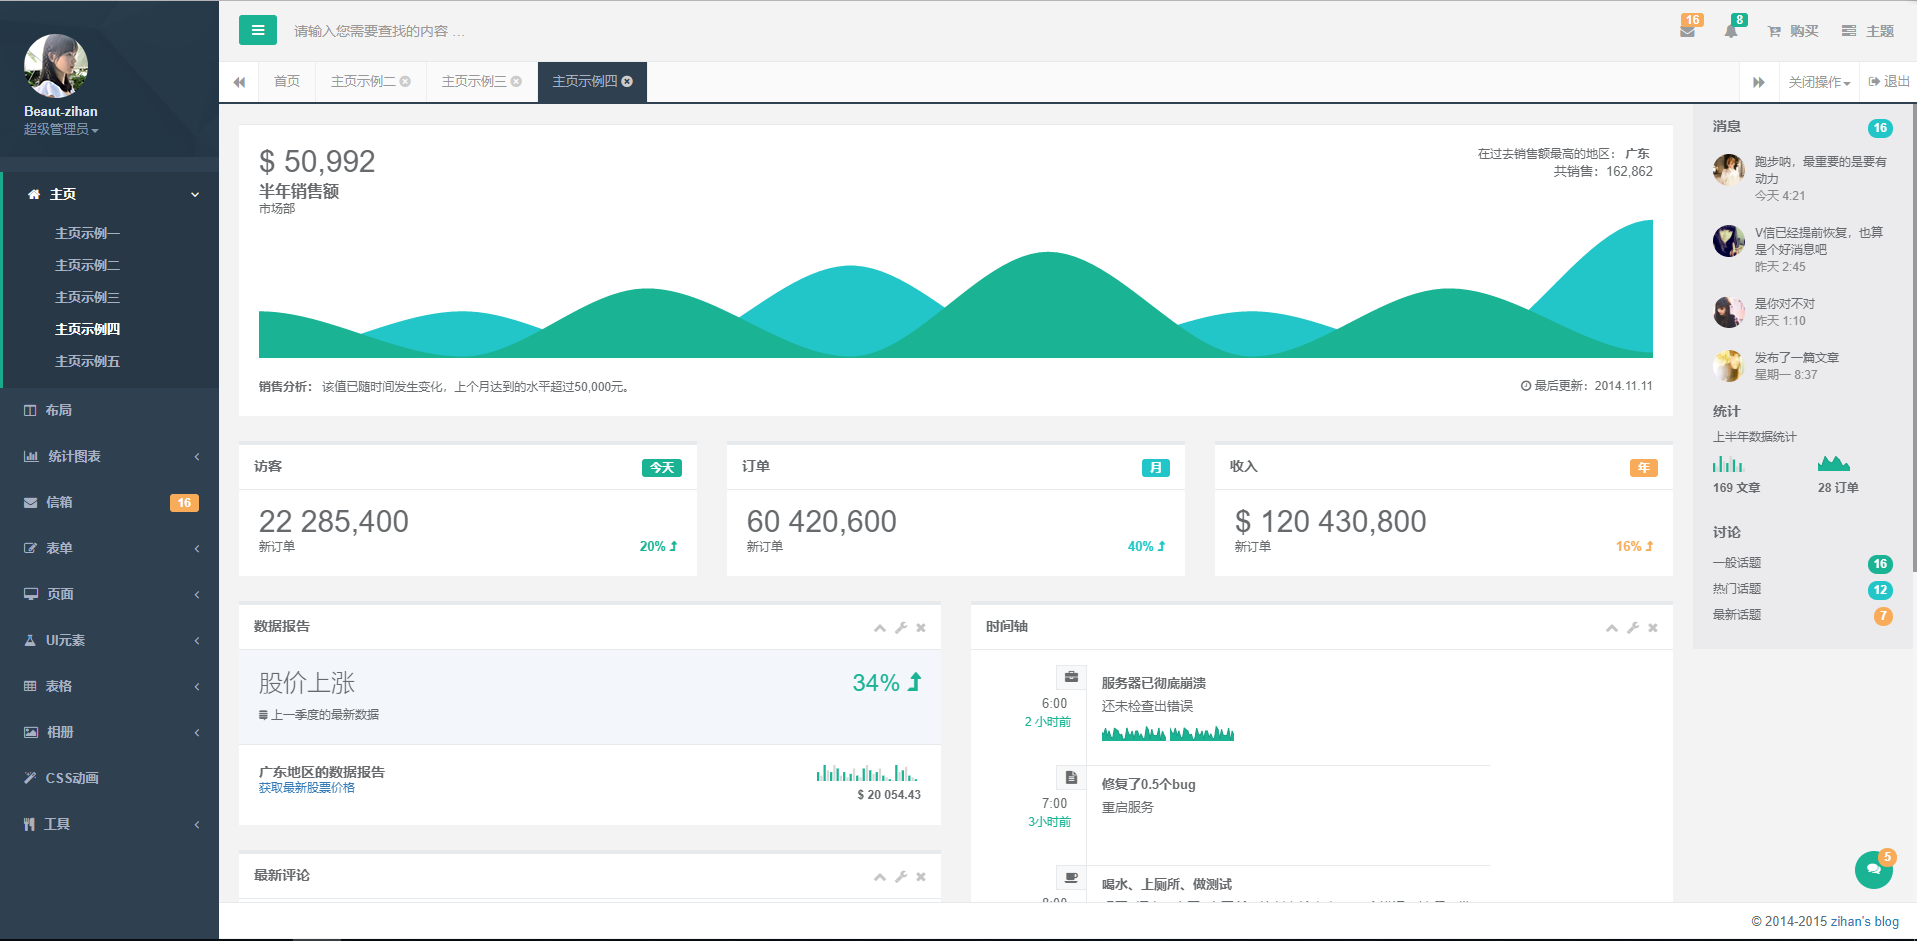 Beaut-zihan
超级管理员
主页
主页示例一
主页示例二
主页示例三
主页示例四
主页示例五
布局
统计图表
信箱 16
表单
页面
UI元素
表格
相册
CSS动画
工具
请输入您需要查找的内容 …
16 8 购买 主题
首页 主页示例二 主页示例三 主页示例四 关闭操作 退出
$ 50,992
半年销售额
市场部
在过去销售额最高的地区： 广东
共销售：162,862
销售分析： 该值已随时间发生变化，上个月达到的水平超过50,000元。
最后更新：2014.11.11
访客 今天
22 285,400
新订单 20%
订单 月
60 420,600
新订单 40%
收入 年
$ 120 430,800
新订单 16%
数据报告
股价上涨 34%
上一季度的最新数据
广东地区的数据报告
获取最新股票价格
$ 20 054.43
最新评论
时间轴
6:00
2 小时前
服务器已彻底崩溃
还未检查出错误
7:00
3小时前
修复了0.5个bug
重启服务
喝水、上厕所、做测试
消息 16
跑步呐，最重要的是要有
动力
今天 4:21
V信已经提前恢复，也算
是个好消息吧
昨天 2:45
是你对不对
昨天 1:10
发布了一篇文章
星期一 8:37
统计
上半年数据统计
169 文章 28 订单
讨论
一般话题 16
热门话题 12
最新话题 7
5
© 2014-2015 zihan's blog